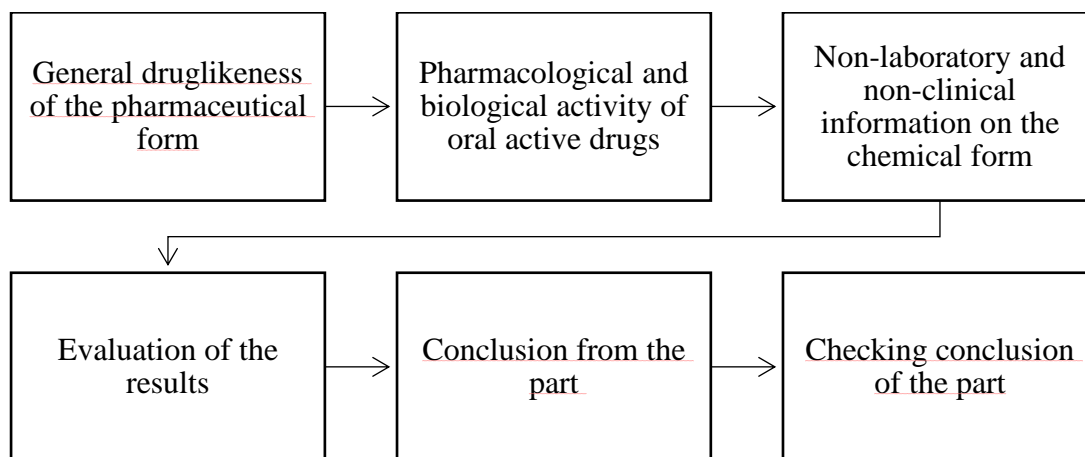 General druglikeness
of the pharmaceutical
form
Pharmacological and
biological activity of
oral active drugs
Non-laboratory and
non-clinical
information on the
chemical form
Evaluation of the
results
Conclusion from the
part
Checking conclusion
of the part